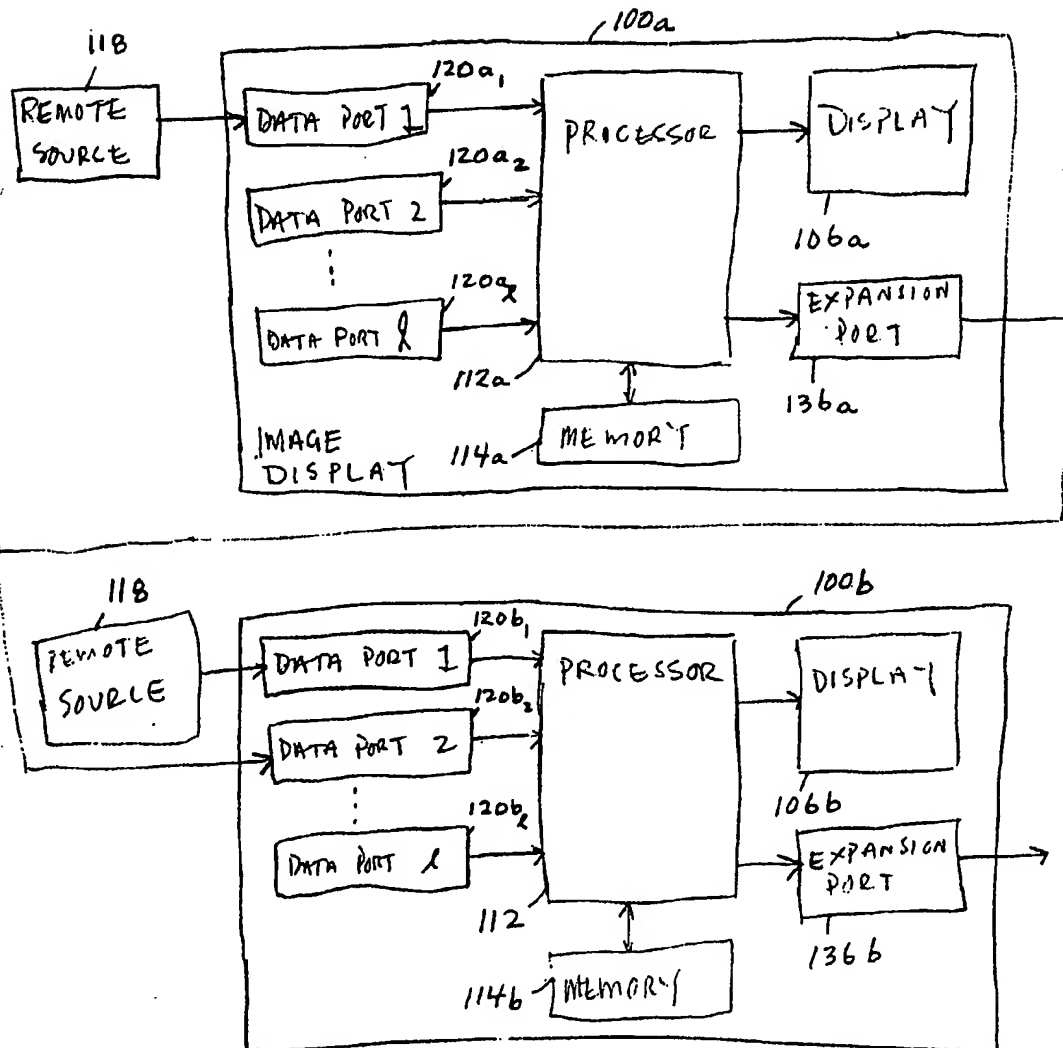 118
REMOTE
SOURCE
100a
DATA PORT 1
120a1
DATA PORT 2
120a2
DATA PORT l
120al
PROCESSOR
112a
DISPLAY
106a
EXPANSION
PORT
136a
MEMORY
114a
IMAGE
DISPLAY
118
REMOTE
SOURCE
100b
DATA PORT 1
120b1
DATA PORT 2
120b2
DATA PORT l
120bl
PROCESSOR
112
DISPLAY
106b
EXPANSION
PORT
136b
MEMORY
114b